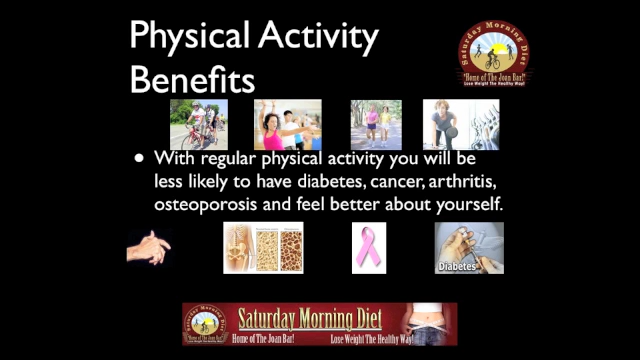 Physical Activity
Benefits
Saturday Morning Diet
"Home of The Joan Bar!"
Lose Weight The Healthy Way!
• With regular physical activity you will be
less likely to have diabetes, cancer, arthritis,
osteoporosis and feel better about yourself.
Diabetes
Saturday Morning Diet
Home of The Joan Bar! Lose Weight The Healthy Way!